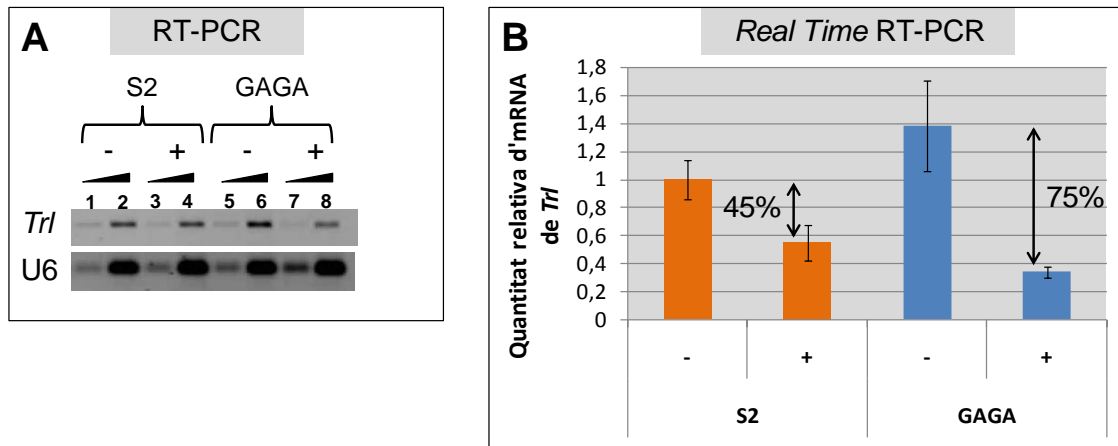 A
RT-PCR
S2 GAGA
- + - +
1 2 3 4 5 6 7 8
Trl
U6
B
Real Time RT-PCR
Quantitat relativa d'mRNA
de Trl
1,8
1,6
1,4
1,2
1
0,8
0,6
0,4
0,2
0
45%
75%
- + - +
S2 GAGA